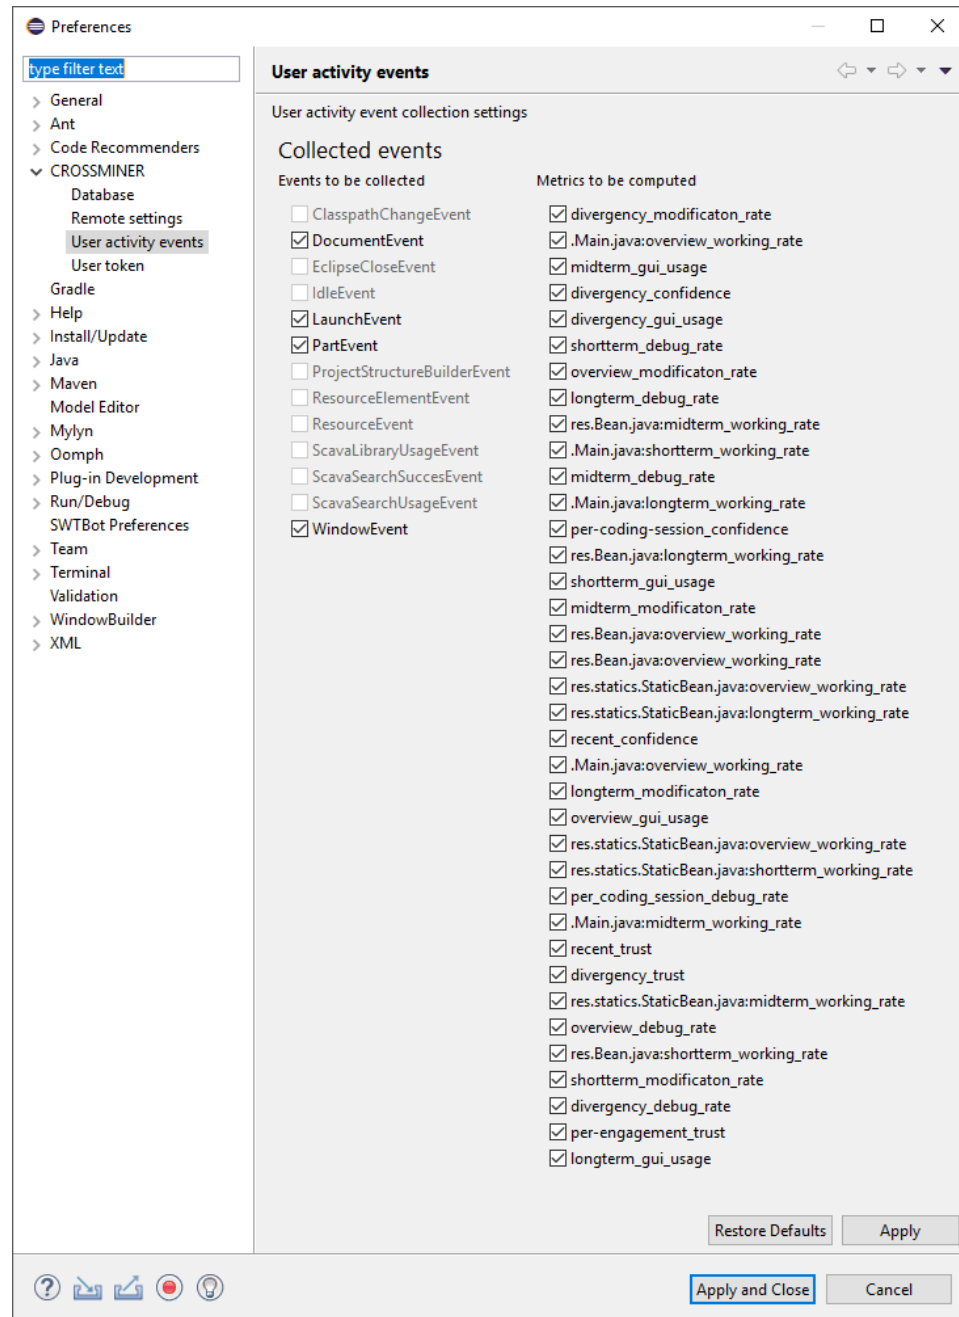 Preferences
type filter text
General
Ant
Code Recommenders
CROSSMINER
Database
Remote settings
User activity events
User token
Gradle
Help
Install/Update
Java
Maven
Model Editor
Mylyn
Oomph
Plug-in Development
Run/Debug
SWTBot Preferences
Team
Terminal
Validation
WindowBuilder
XML
User activity events
User activity event collection settings
Collected events
Events to be collected
ClasspathChangeEvent
DocumentEvent
EclipseCloseEvent
IdleEvent
LaunchEvent
PartEvent
ProjectStructureBuilderEvent
ResourceElementEvent
ResourceEvent
ScavaLibraryUsageEvent
ScavaSearchSuccesEvent
ScavaSearchUsageEvent
WindowEvent
Metrics to be computed
divergency_modificaton_rate
.Main.java:overview_working_rate
midterm_gui_usage
divergency_confidence
divergency_gui_usage
shortterm_debug_rate
overview_modificaton_rate
longterm_debug_rate
res.Bean.java:midterm_working_rate
.Main.java:shortterm_working_rate
midterm_debug_rate
.Main.java:longterm_working_rate
per-coding-session_confidence
res.Bean.java:longterm_working_rate
shortterm_gui_usage
midterm_modificaton_rate
res.Bean.java:overview_working_rate
res.Bean.java:overview_working_rate
res.statics.StaticBean.java:overview_working_rate
res.statics.StaticBean.java:longterm_working_rate
recent_confidence
.Main.java:overview_working_rate
longterm_modificaton_rate
overview_gui_usage
res.statics.StaticBean.java:overview_working_rate
res.statics.StaticBean.java:shortterm_working_rate
per_coding_session_debug_rate
.Main.java:midterm_working_rate
recent_trust
divergency_trust
res.statics.StaticBean.java:midterm_working_rate
overview_debug_rate
res.Bean.java:shortterm_working_rate
shortterm_modificaton_rate
divergency_debug_rate
per-engagement_trust
longterm_gui_usage
Restore Defaults
Apply
Apply and Close
Cancel